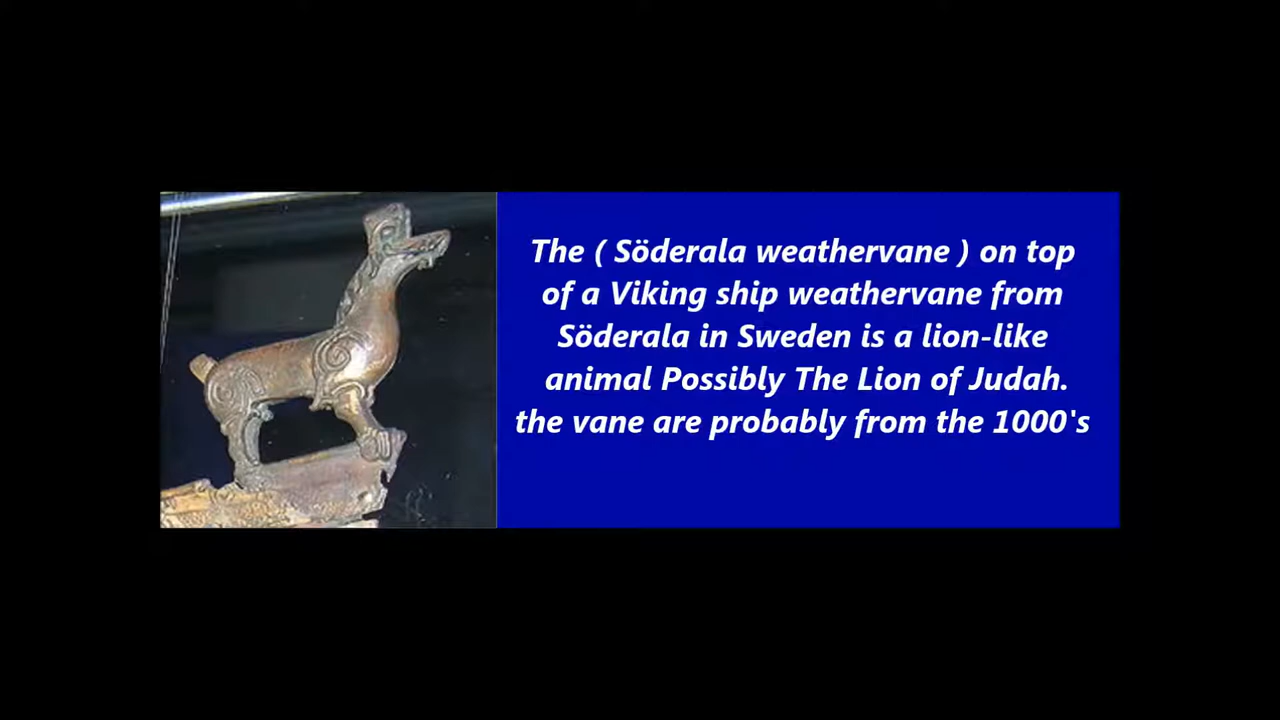 The ( Söderala weathervane ) on top
of a Viking ship weathervane from
Söderala in Sweden is a lion-like
animal Possibly The Lion of Judah.
the vane are probably from the 1000's